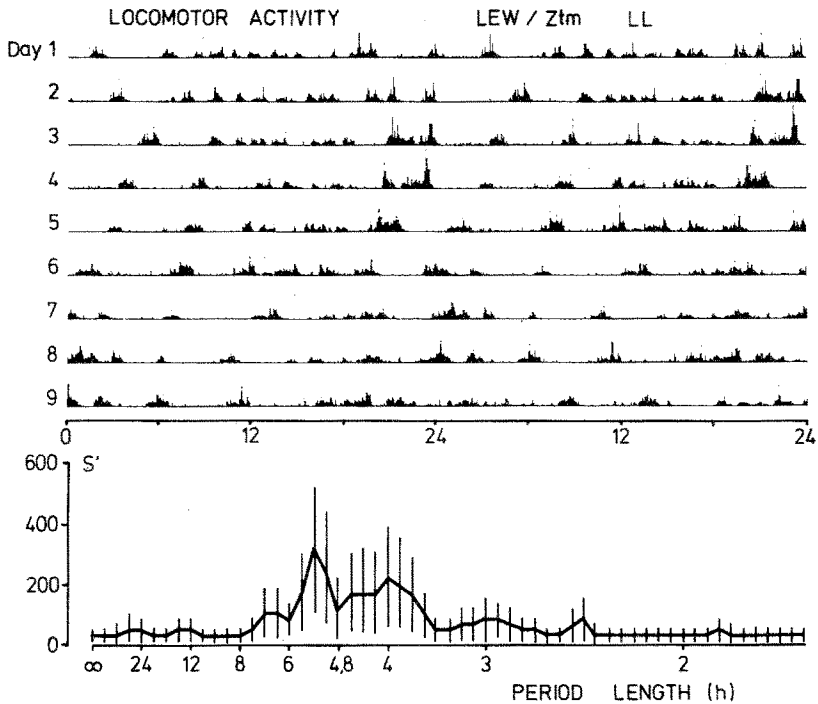 LOCOMOTOR ACTIVITY LEW / Ztm LL
Day 1
2
3
4
5
6
7
8
9
0 12 24 12 24
600 S'
400
200
0
∞ 24 12 8 6 4,8 4 3 2
PERIOD LENGTH (h)